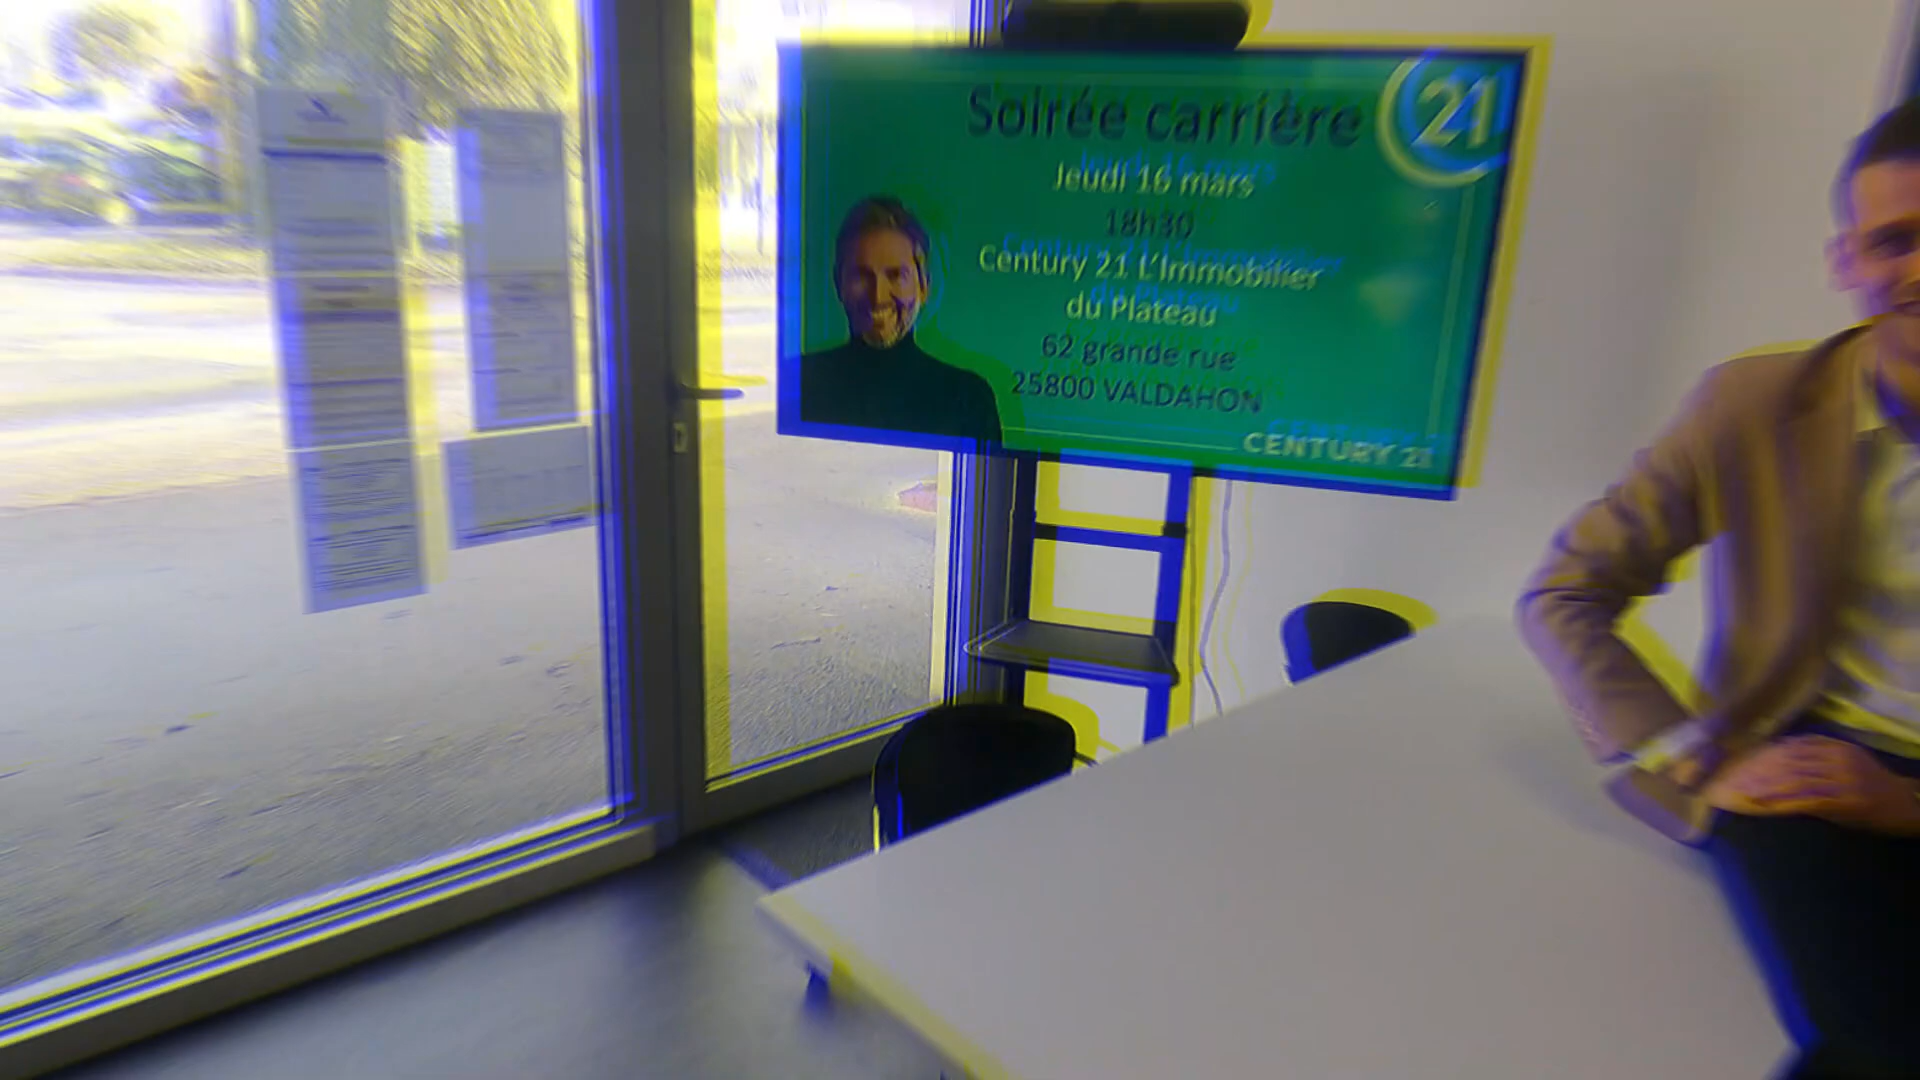 Soirée carrière
21
Jeudi 16 mars
18h30
Century 21 L'Immobilier
du Plateau
62 grande rue
25800 VALDAHON
CENTURY 21